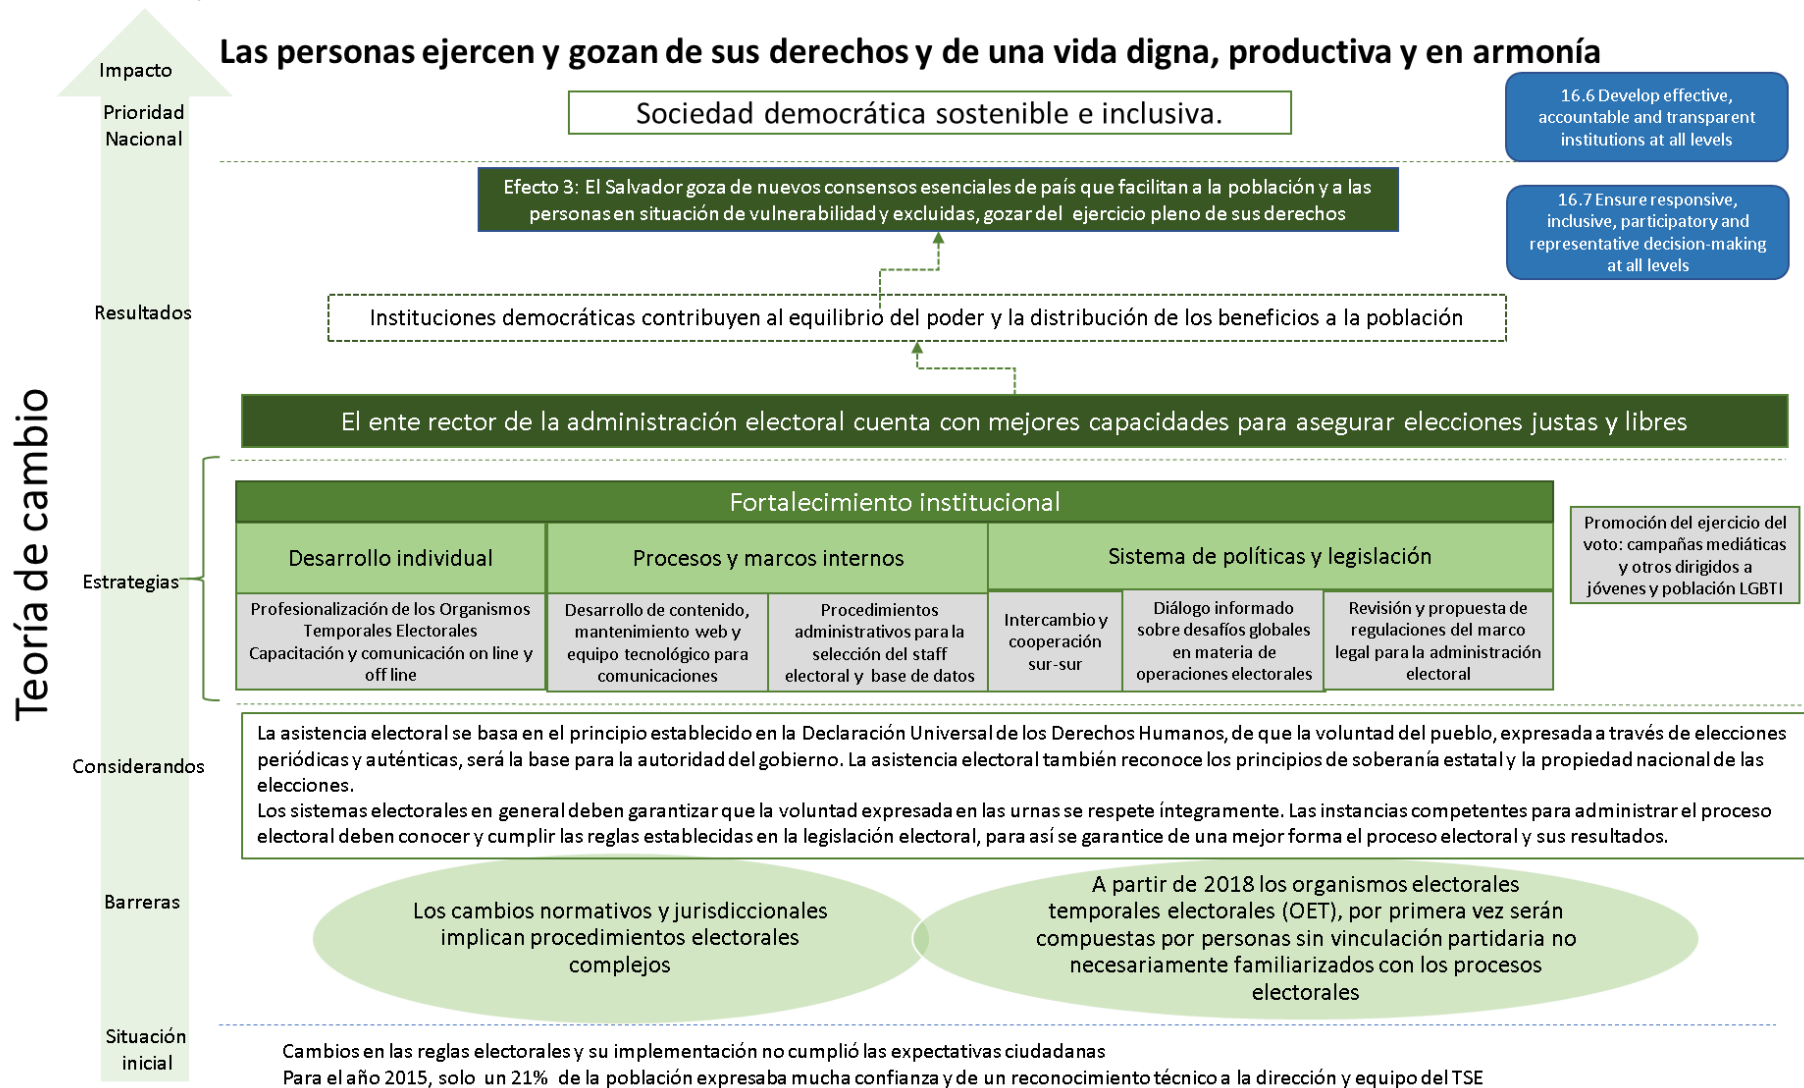 Teoría de cambio
Impacto
Las personas ejercen y gozan de sus derechos y de una vida digna, productiva y en armonía
Prioridad
Nacional
Sociedad democrática sostenible e inclusiva.
16.6 Develop effective,
accountable and transparent
institutions at all levels
Efecto 3: El Salvador goza de nuevos consensos esenciales de país que facilitan a la población y a las
personas en situación de vulnerabilidad y excluidas, gozar del ejercicio pleno de sus derechos
16.7 Ensure responsive,
inclusive, participatory and
representative decision-making
at all levels
Resultados
Instituciones democráticas contribuyen al equilibrio del poder y la distribución de los beneficios a la población
El ente rector de la administración electoral cuenta con mejores capacidades para asegurar elecciones justas y libres
Estrategias
Fortalecimiento institucional
Desarrollo individual
Procesos y marcos internos
Sistema de políticas y legislación
Profesionalización de los Organismos
Temporales Electorales
Capacitación y comunicación on line y
off line
Desarrollo de contenido,
mantenimiento web y
equipo tecnológico para
comunicaciones
Procedimientos
administrativos para la
selección del staff
electoral y base de datos
Intercambio y
cooperación
sur-sur
Diálogo informado
sobre desafíos globales
en materia de
operaciones electorales
Revisión y propuesta de
regulaciones del marco
legal para la administración
electoral
Promoción del ejercicio del
voto: campañas mediáticas
y otros dirigidos a
jóvenes y población LGBTI
Considerandos
La asistencia electoral se basa en el principio establecido en la Declaración Universal de los Derechos Humanos, de que la voluntad del pueblo, expresada a través de elecciones
periódicas y auténticas, será la base para la autoridad del gobierno. La asistencia electoral también reconoce los principios de soberanía estatal y la propiedad nacional de las
elecciones.
Los sistemas electorales en general deben garantizar que la voluntad expresada en las urnas se respete íntegramente. Las instancias competentes para administrar el proceso
electoral deben conocer y cumplir las reglas establecidas en la legislación electoral, para así se garantice de una mejor forma el proceso electoral y sus resultados.
Barreras
Los cambios normativos y jurisdiccionales
implican procedimientos electorales
complejos
A partir de 2018 los organismos electorales
temporales electorales (OET), por primera vez serán
compuestas por personas sin vinculación partidaria no
necesariamente familiarizados con los procesos
electorales
Situación
inicial
Cambios en las reglas electorales y su implementación no cumplió las expectativas ciudadanas
Para el año 2015, solo un 21% de la población expresaba mucha confianza y de un reconocimiento técnico a la dirección y equipo del TSE